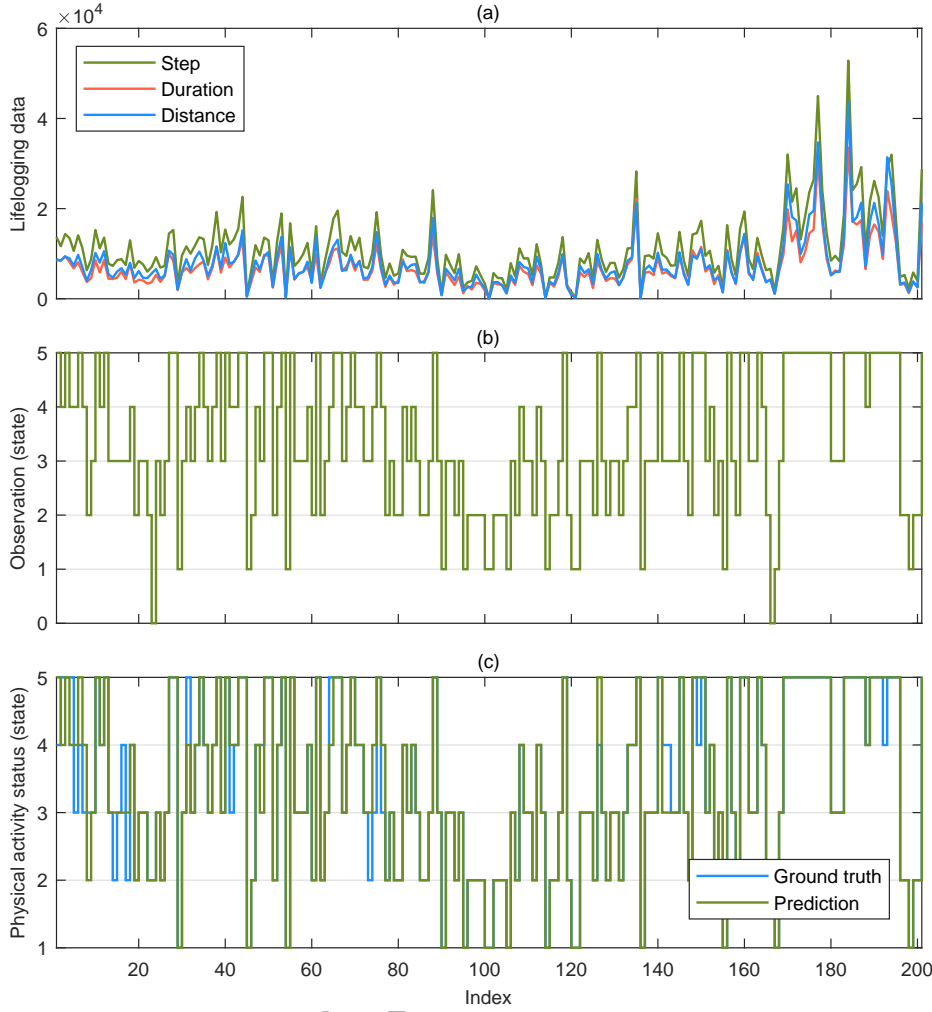 (a)
×10⁴
6
4
2
0
Lifelogging data
Step
Duration
Distance
(b)
5
4
3
2
1
0
Observation (state)
(c)
5
4
3
2
1
Physical activity status (state)
Ground truth
Prediction
20 40 60 80 100 120 140 160 180 200
Index